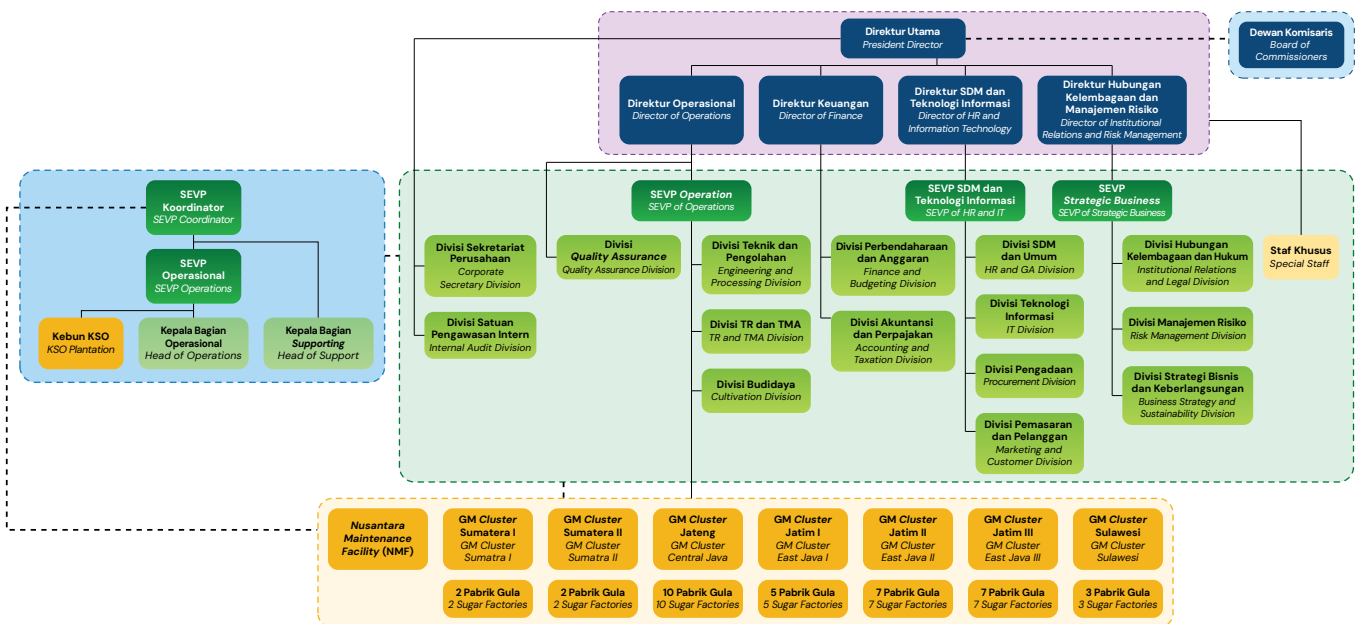 Direktur Utama
President Director
Dewan Komisaris
Board of
Commissioners
Direktur Operasional
Director of Operations
Direktur Keuangan
Director of Finance
Direktur SDM dan
Teknologi Informasi
Director of HR and
Information Technology
Direktur Hubungan
Kelembagaan dan
Manajemen Risiko
Director of Institutional
Relations and Risk Management
SEVP
Koordinator
SEVP Coordinator
SEVP
Operasional
SEVP Operations
Kebun KSO
KSO Plantation
Kepala Bagian
Operasional
Head of Operations
Kepala Bagian
Supporting
Head of Support
SEVP Operation
SEVP of Operations
SEVP SDM dan
Teknologi Informasi
SEVP of HR and IT
SEVP
Strategic Business
SEVP of Strategic Business
Divisi Sekretariat
Perusahaan
Corporate
Secretary Division
Divisi Satuan
Pengawasan Intern
Internal Audit Division
Divisi
Quality Assurance
Quality Assurance Division
Divisi Teknik dan
Pengolahan
Engineering and
Processing Division
Divisi TR dan TMA
TR and TMA Division
Divisi Budidaya
Cultivation Division
Divisi Perbendaharaan
dan Anggaran
Finance and
Budgeting Division
Divisi Akuntansi
dan Perpajakan
Accounting and
Taxation Division
Divisi SDM
dan Umum
HR and GA Division
Divisi Teknologi
Informasi
IT Division
Divisi Pengadaan
Procurement Division
Divisi Pemasaran
dan Pelanggan
Marketing and
Customer Division
Divisi Hubungan
Kelembagaan dan Hukum
Institutional Relations
and Legal Division
Divisi Manajemen Risiko
Risk Management Division
Divisi Strategi Bisnis
dan Keberlangsungan
Business Strategy and
Sustainability Division
Staf Khusus
Special Staff
Nusantara
Maintenance
Facility (NMF)
GM Cluster
Sumatera I
GM Cluster
Sumatra I
GM Cluster
Sumatera II
GM Cluster
Sumatra II
GM Cluster
Jateng
GM Cluster
Central Java
GM Cluster
Jatim I
GM Cluster
East Java I
GM Cluster
Jatim II
GM Cluster
East Java II
GM Cluster
Jatim III
GM Cluster
East Java III
GM Cluster
Sulawesi
GM Cluster
Sulawesi
2 Pabrik Gula
2 Sugar Factories
2 Pabrik Gula
2 Sugar Factories
10 Pabrik Gula
10 Sugar Factories
5 Pabrik Gula
5 Sugar Factories
7 Pabrik Gula
7 Sugar Factories
7 Pabrik Gula
7 Sugar Factories
3 Pabrik Gula
3 Sugar Factories